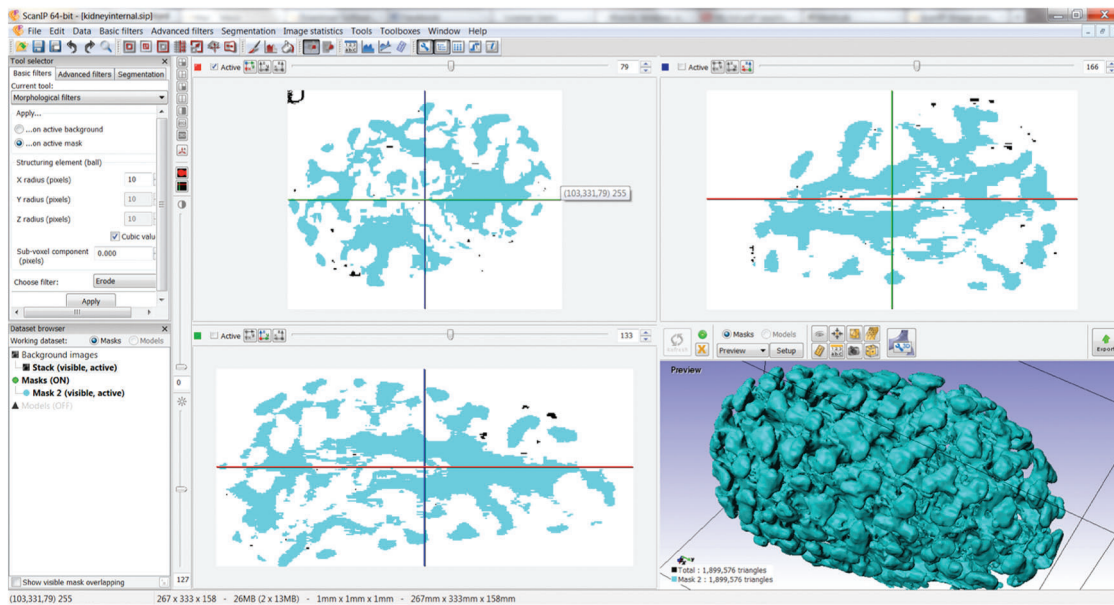 ScanIP 64-bit - [kidneyinternal.sip]
File Edit Data Basic filters Advanced filters Segmentation Image statistics Tools Toolboxes Window Help
Tool selector
Basic filters Advanced filters Segmentation
Current tool:
Morphological filters
Apply...
...on active background
...on active mask
Structuring element (ball)
X radius (pixels) 10
Y radius (pixels) 10
Z radius (pixels) 10
Cubic valu
Sub-voxel component (pixels) 0.000
Choose filter: Erode
Apply
Dataset browser
Working dataset: Masks Models
Background images
Stack (visible, active)
Masks (ON)
Mask 2 (visible, active)
Models (OFF)
Show visible mask overlapping
0
127
Active 79
(103,331,79) 255
Active 166
Active 133
Refresh
Masks Models
Preview Setup
Export
Preview
Total : 1,899,576 triangles
Mask 2 : 1,899,576 triangles
(103,331,79) 255 267 x 333 x 158 - 26MB (2 x 13MB) - 1mm x 1mm x 1mm - 267mm x 333mm x 158mm